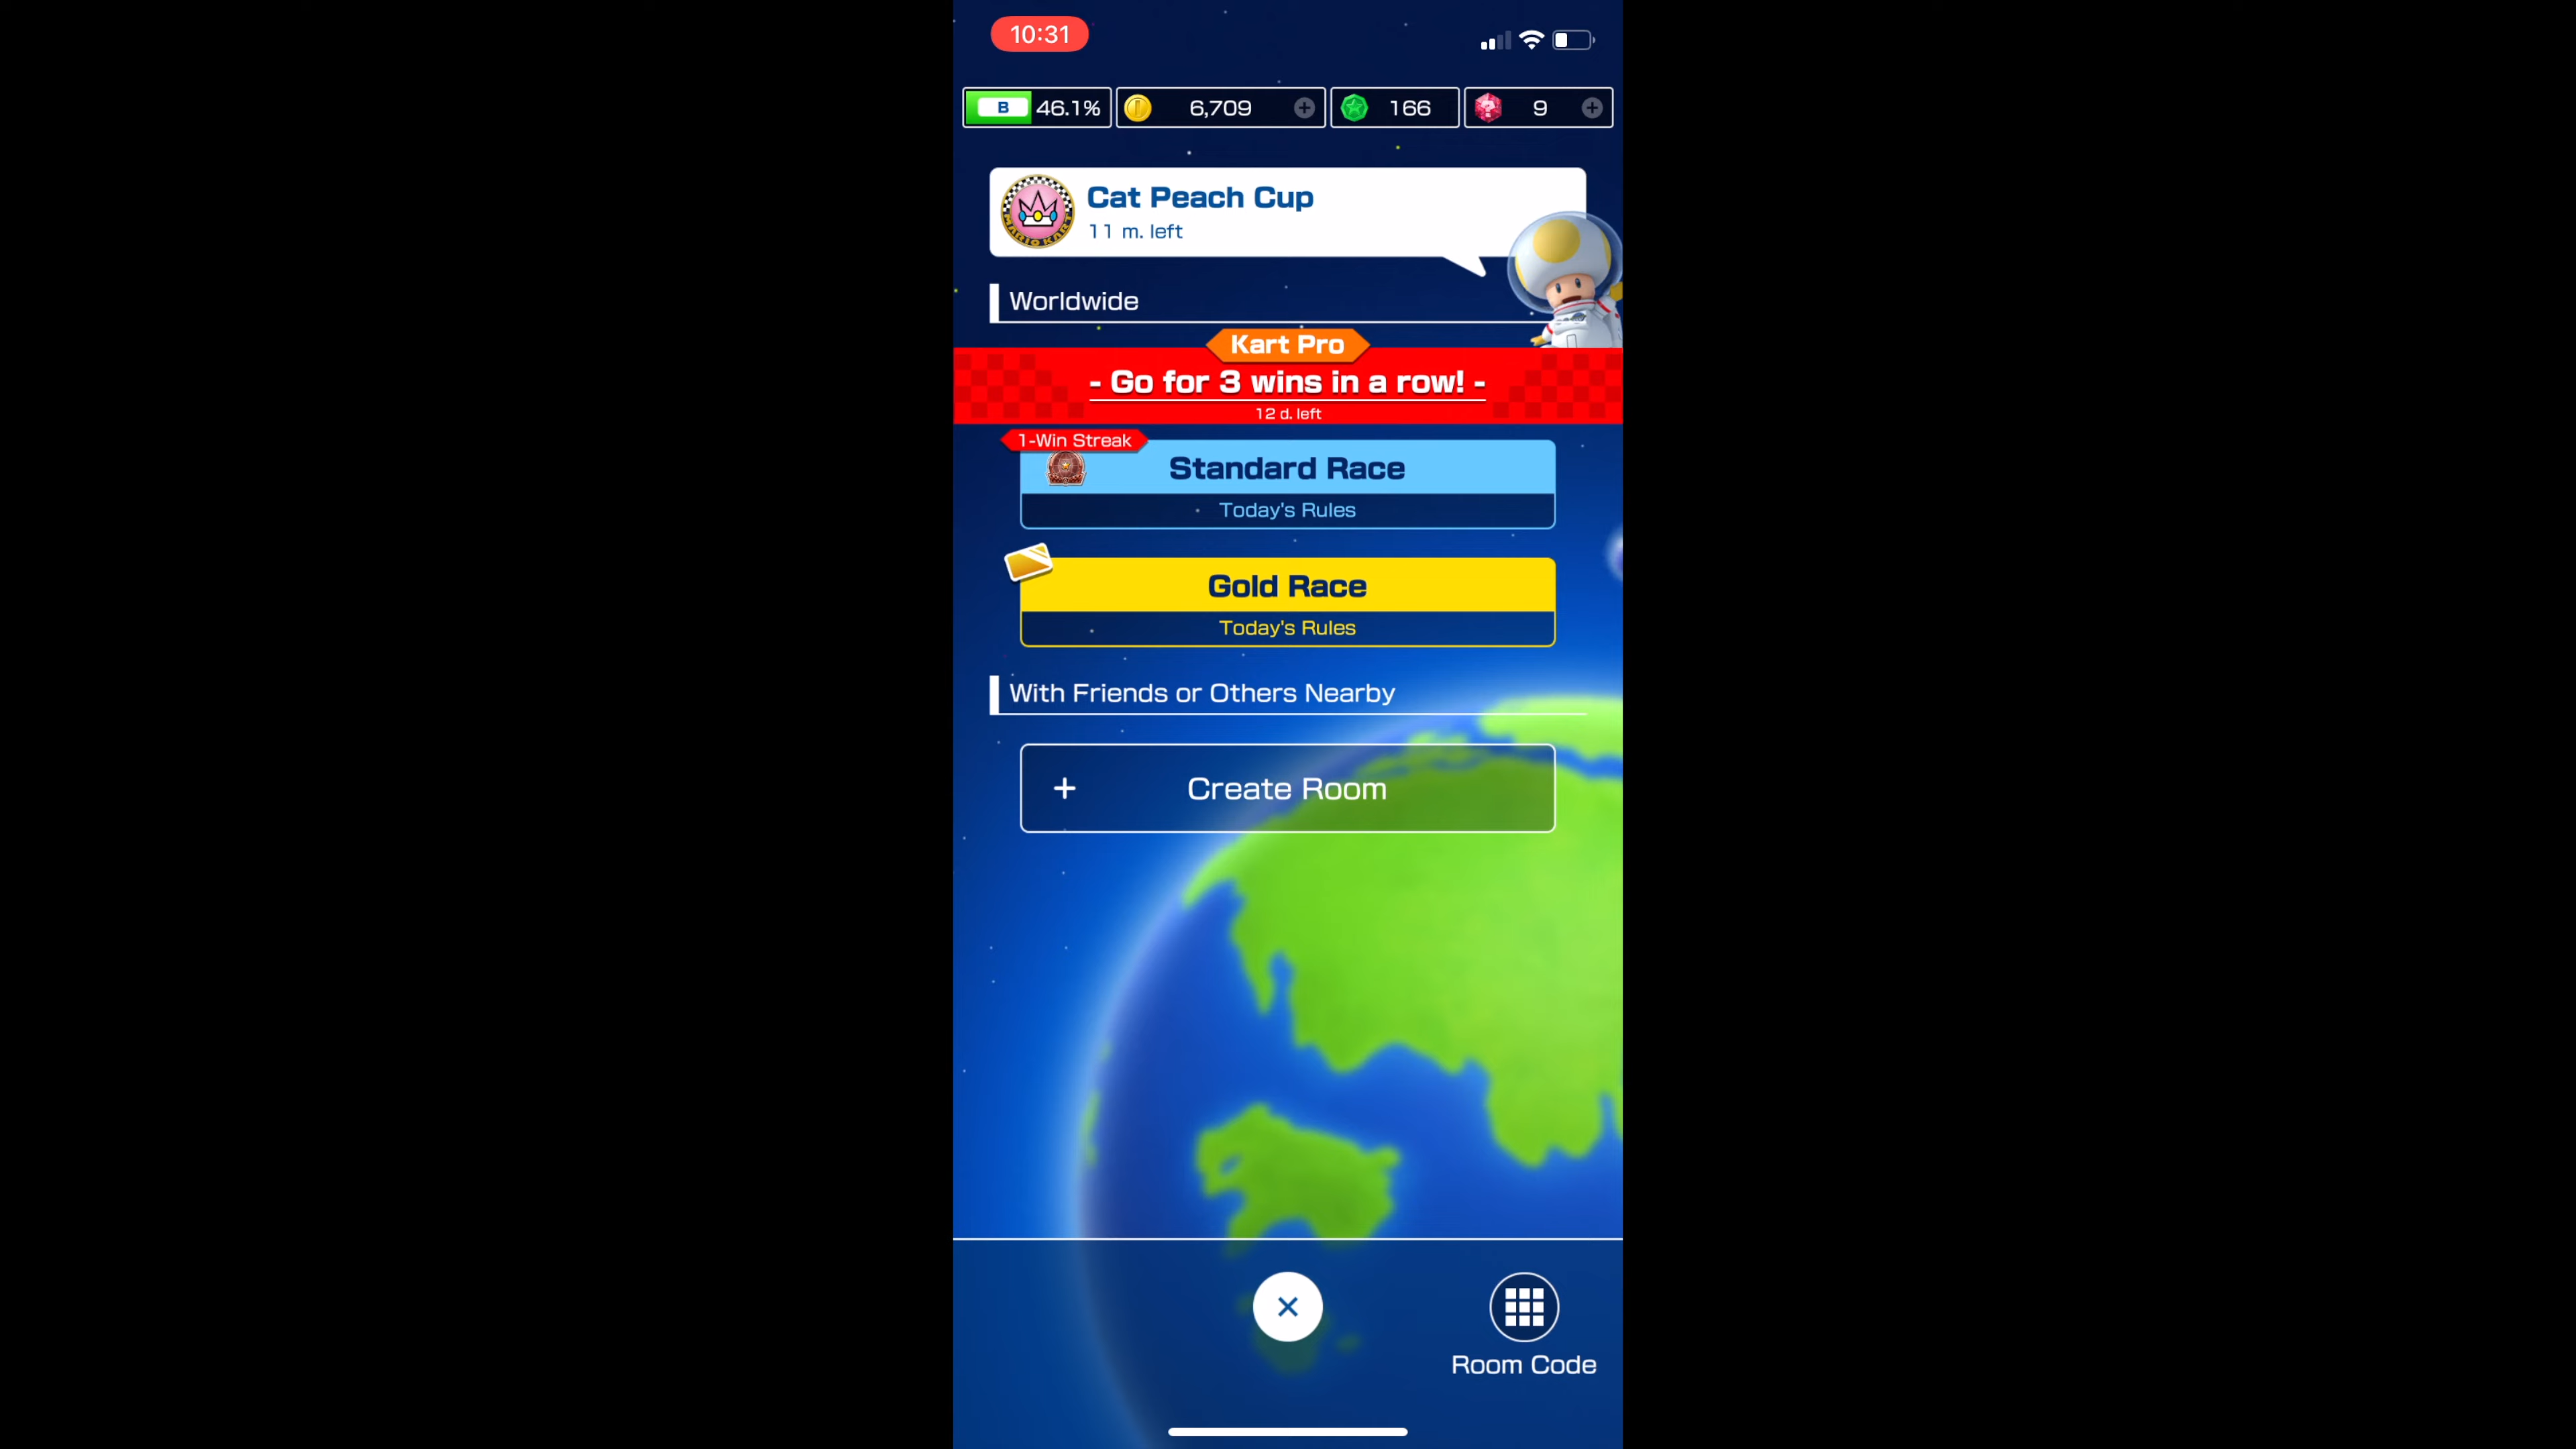 10:31
B 46.1% 6,709 166 9
Cat Peach Cup
11 m. left
Worldwide
Kart Pro
- Go for 3 wins in a row! -
12 d. left
1-Win Streak
Standard Race
Today's Rules
Gold Race
Today's Rules
With Friends or Others Nearby
+ Create Room
Room Code